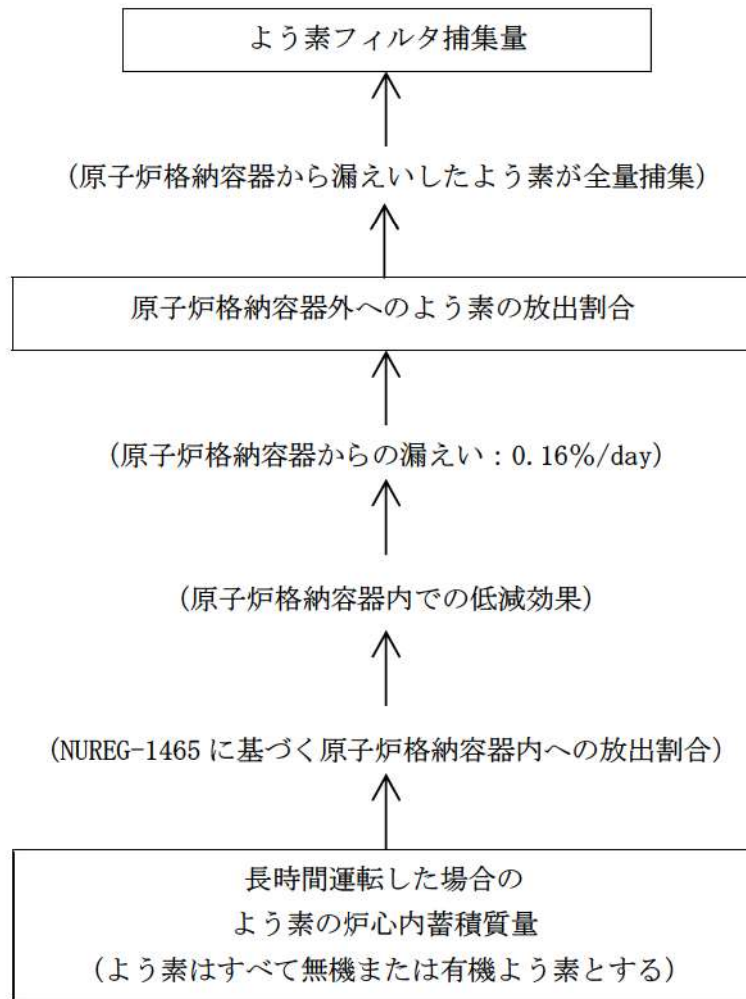 よう素フィルタ捕集量
(原子炉格納容器から漏えいしたよう素が全量捕集)
原子炉格納容器外へのよう素の放出割合
(原子炉格納容器からの漏えい：0.16%/day)
(原子炉格納容器内での低減効果)
(NUREG-1465 に基づく原子炉格納容器内への放出割合)
長時間運転した場合の
よう素の炉心内蓄積質量
(よう素はすべて無機または有機よう素とする)